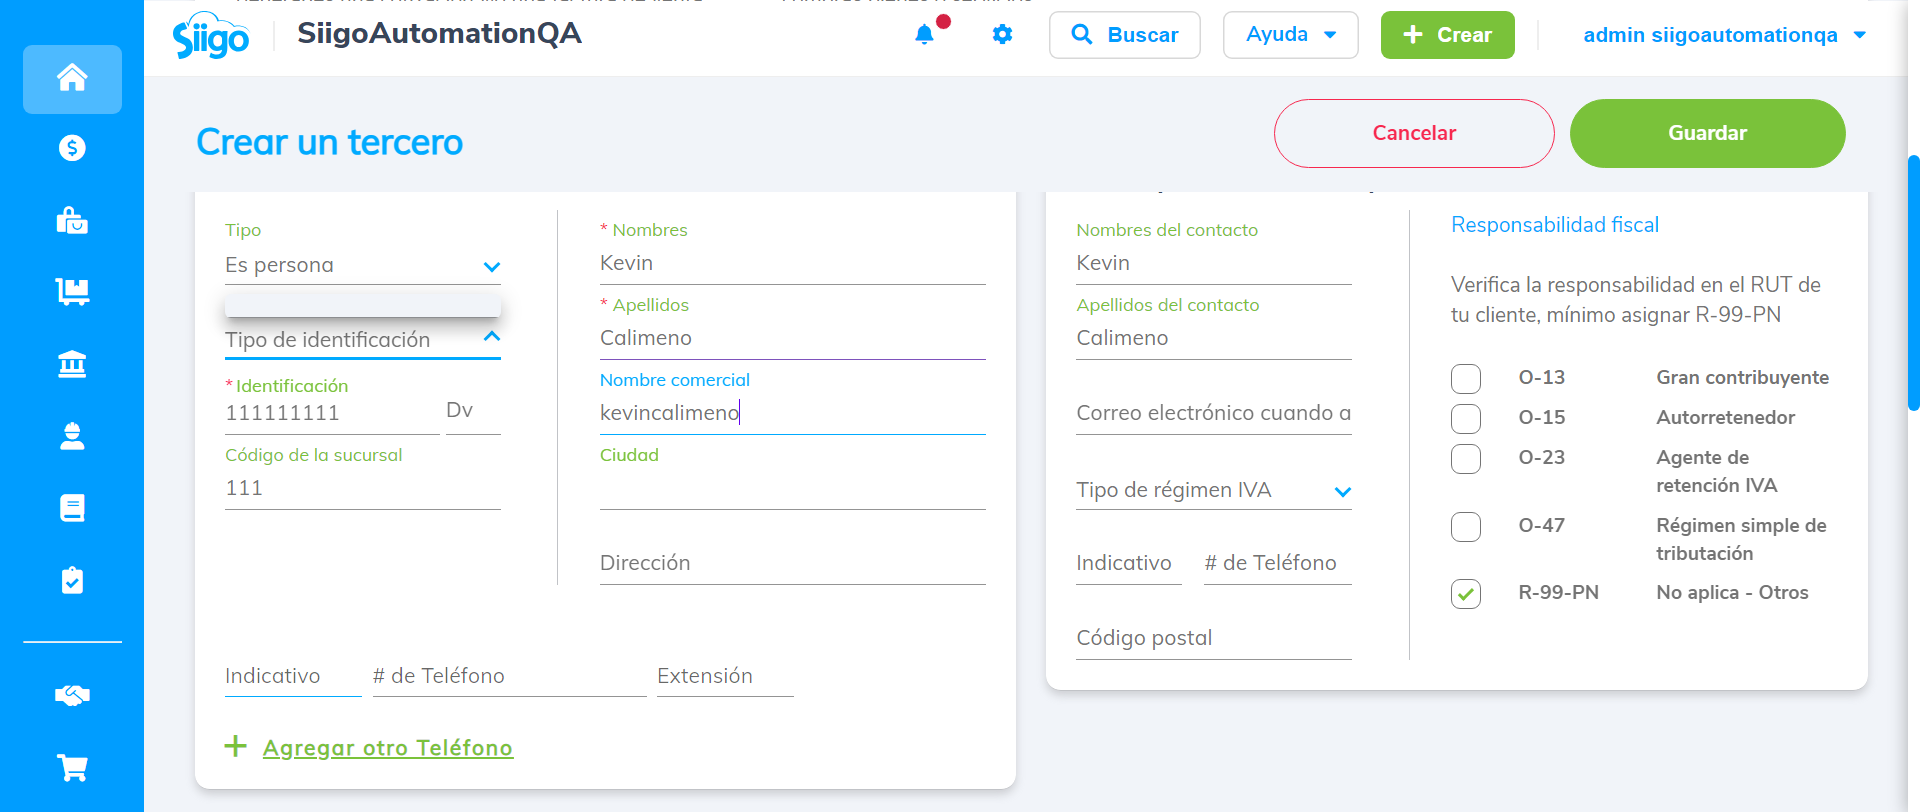 Siigo
SiigoAutomationQA
Buscar
Ayuda
Crear
admin siigoautomationqa
Crear un tercero
Cancelar
Guardar
Tipo
Es persona
Tipo de identificación
* Identificación
111111111
Dv
Código de la sucursal
111
* Nombres
Kevin
* Apellidos
Calimeno
Nombre comercial
kevincalimeno
Ciudad
Dirección
Indicativo
# de Teléfono
Extensión
+ Agregar otro Teléfono
Nombres del contacto
Kevin
Apellidos del contacto
Calimeno
Correo electrónico cuando a
Tipo de régimen IVA
Indicativo
# de Teléfono
Código postal
Responsabilidad fiscal
Verifica la responsabilidad en el RUT de
tu cliente, mínimo asignar R-99-PN
O-13 Gran contribuyente
O-15 Autorretenedor
O-23 Agente de
retención IVA
O-47 Régimen simple de
tributación
R-99-PN No aplica - Otros